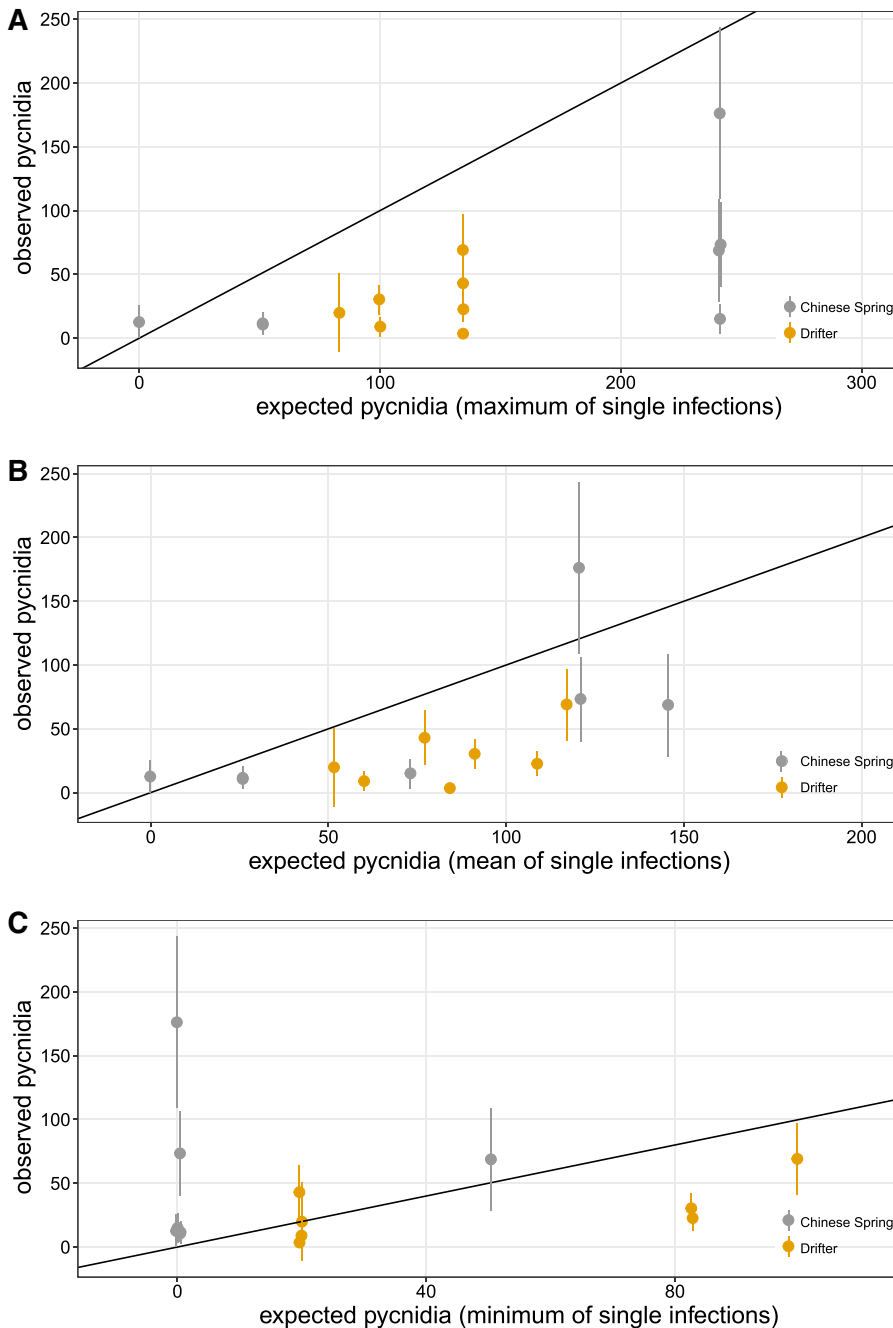 A
250
200
150
100
50
0
observed pycnidia
Chinese Spring
Drifter
0 100 200 300
expected pycnidia (maximum of single infections)
B
250
200
150
100
50
0
observed pycnidia
Chinese Spring
Drifter
0 50 100 150 200
expected pycnidia (mean of single infections)
C
250
200
150
100
50
0
observed pycnidia
Chinese Spring
Drifter
0 40 80
expected pycnidia (minimum of single infections)